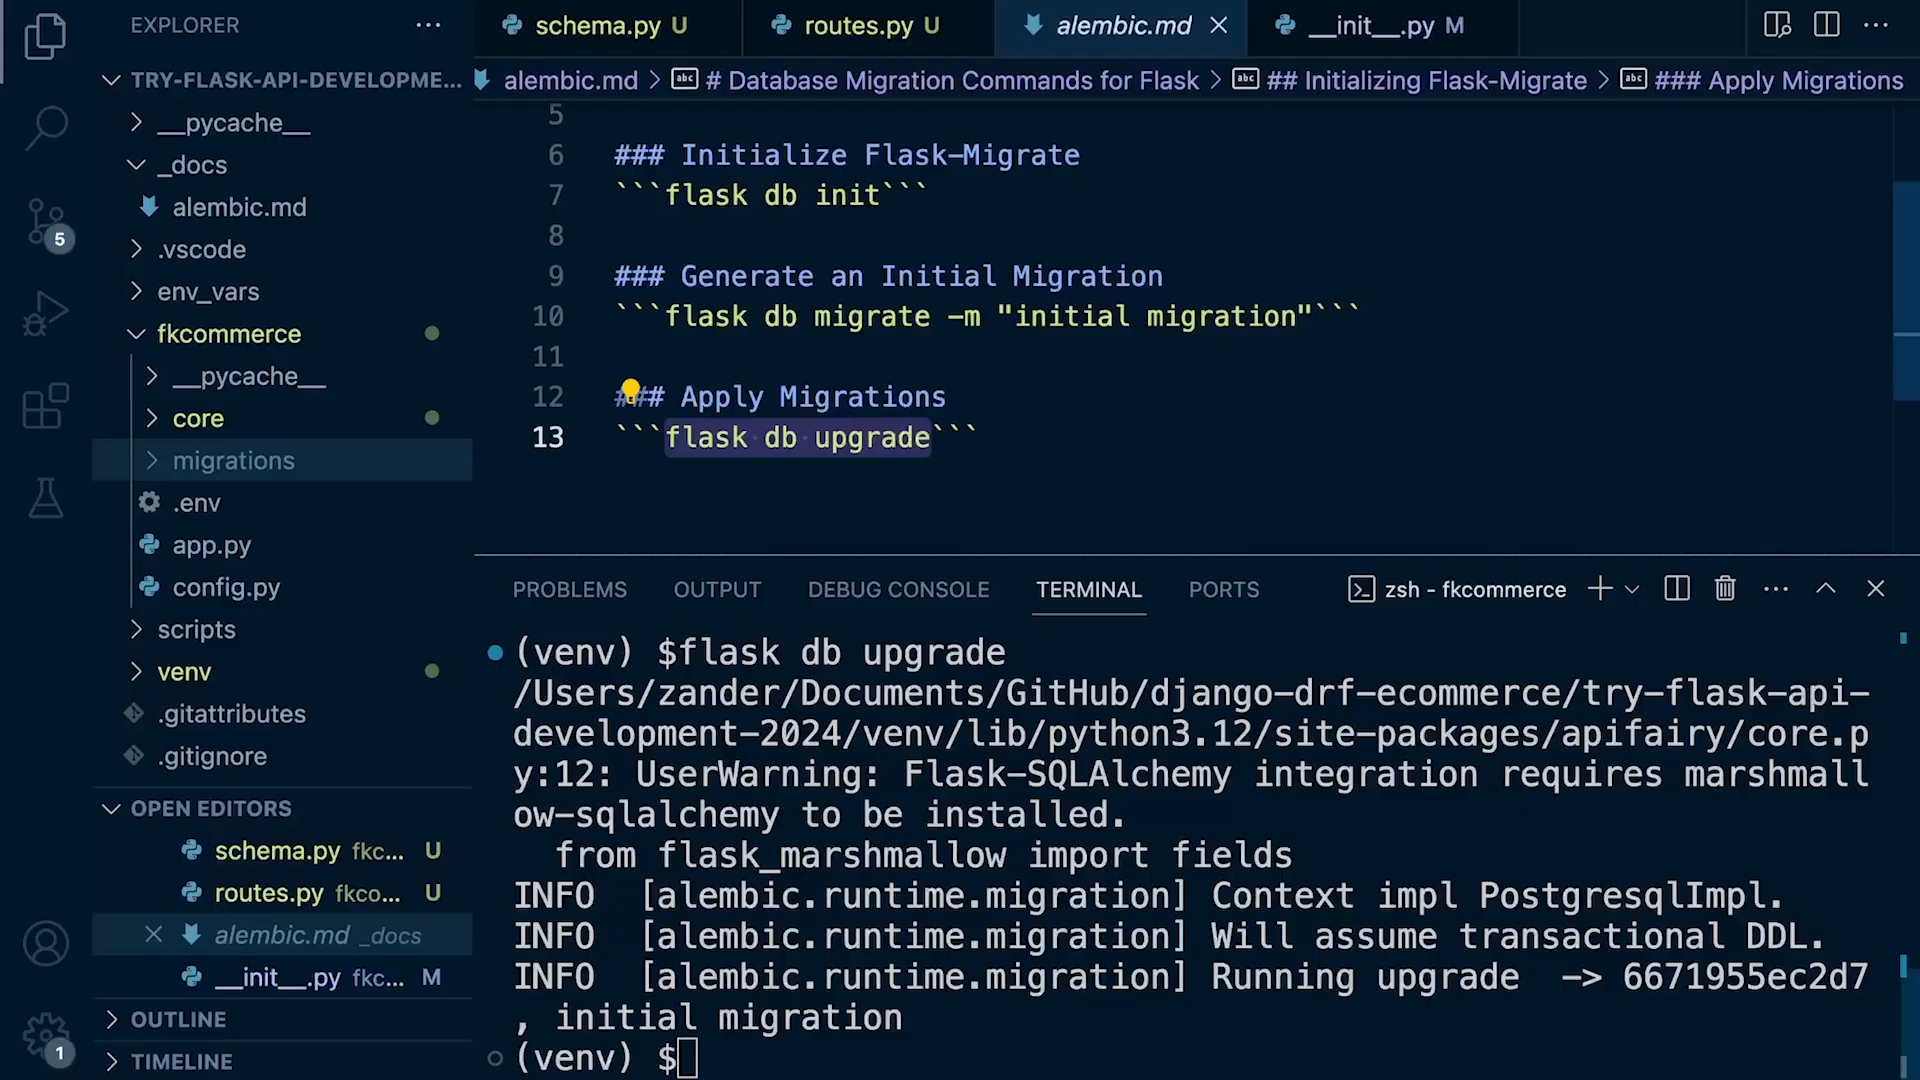 EXPLORER
TRY-FLASK-API-DEVELOPME...
__pycache__
_docs
alembic.md
.vscode
env_vars
fkcommerce
__pycache__
core
migrations
.env
app.py
config.py
scripts
venv
.gitattributes
.gitignore
OPEN EDITORS
schema.py fkc... U
routes.py fkco... U
alembic.md _docs
__init__.py fkc... M
OUTLINE
TIMELINE
5
1
schema.py U
routes.py U
alembic.md
__init__.py M
alembic.md > abc # Database Migration Commands for Flask > abc ## Initializing Flask-Migrate > abc ### Apply Migrations
5
6 ### Initialize Flask-Migrate
7 ```flask db init```
8
9 ### Generate an Initial Migration
10 ```flask db migrate -m "initial migration"```
11
12 ### Apply Migrations
13 ```flask db upgrade```
PROBLEMS OUTPUT DEBUG CONSOLE TERMINAL PORTS zsh - fkcommerce
(venv) $flask db upgrade
/Users/zander/Documents/GitHub/django-drf-ecommerce/try-flask-api-
development-2024/venv/lib/python3.12/site-packages/apifairy/core.p
y:12: UserWarning: Flask-SQLAlchemy integration requires marshmall
ow-sqlalchemy to be installed.
from flask_marshmallow import fields
INFO [alembic.runtime.migration] Context impl PostgresqlImpl.
INFO [alembic.runtime.migration] Will assume transactional DDL.
INFO [alembic.runtime.migration] Running upgrade -> 6671955ec2d7
, initial migration
(venv) $